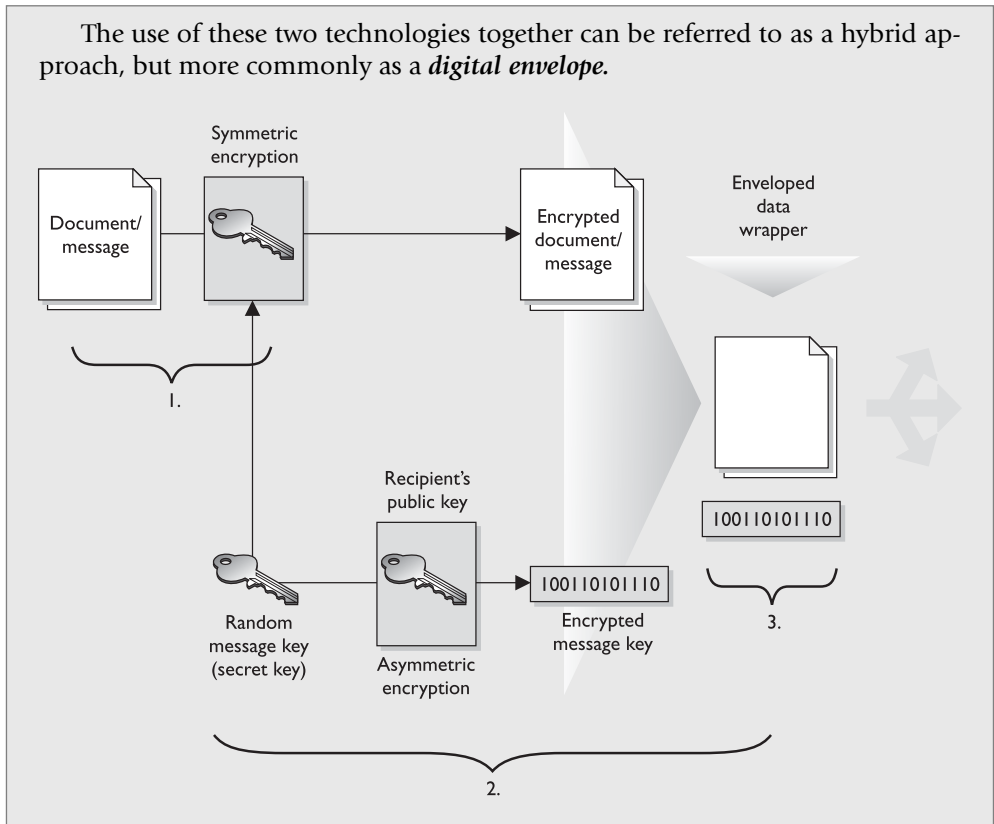 The use of these two technologies together can be referred to as a hybrid ap-
proach, but more commonly as a digital envelope.
Symmetric
encryption
Document/
message
Encrypted
document/
message
Enveloped
data
wrapper
1.
Recipient's
public key
100110101110
100110101110
Random
message key
(secret key)
Encrypted
message key
3.
Asymmetric
encryption
2.